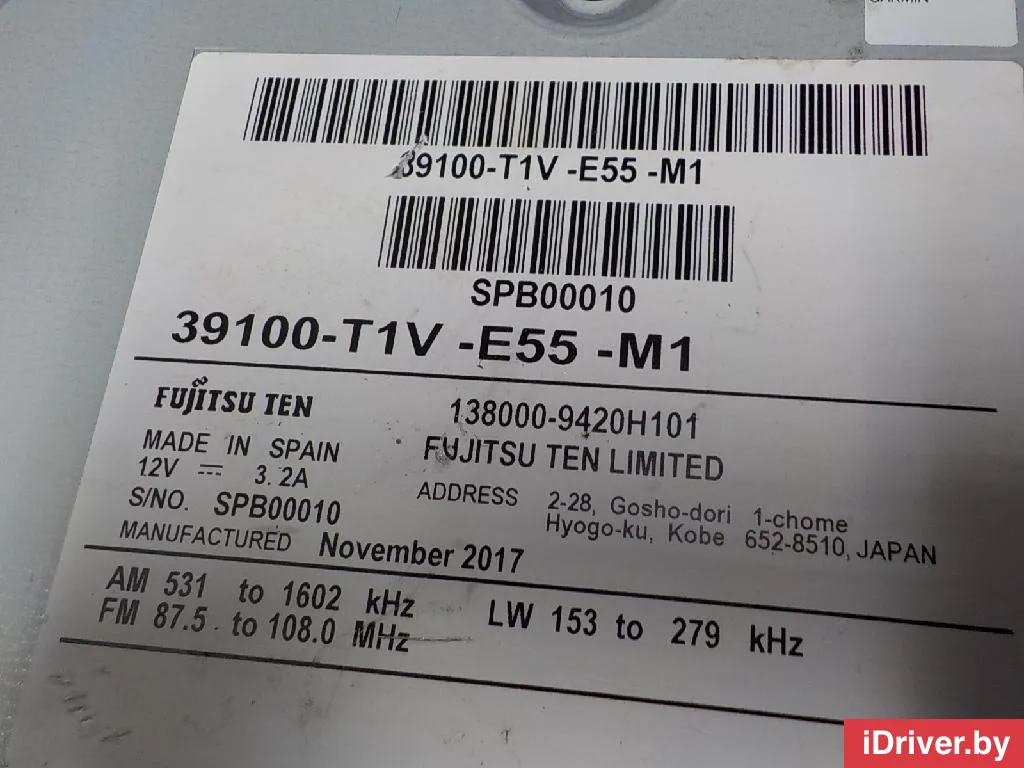 GARMIN
39100-T1V -E55 -M1
SPB00010
39100-T1V -E55 -M1
FUJITSU TEN
138000-9420H101
MADE IN SPAIN
FUJITSU TEN LIMITED
12V ⎓ 3.2A
ADDRESS 2-28, Gosho-dori 1-chome
Hyogo-ku, Kobe 652-8510, JAPAN
S/NO. SPB00010
MANUFACTURED November 2017
AM 531 to 1602 kHz LW 153 to 279 kHz
FM 87.5 to 108.0 MHz
iDriver.by